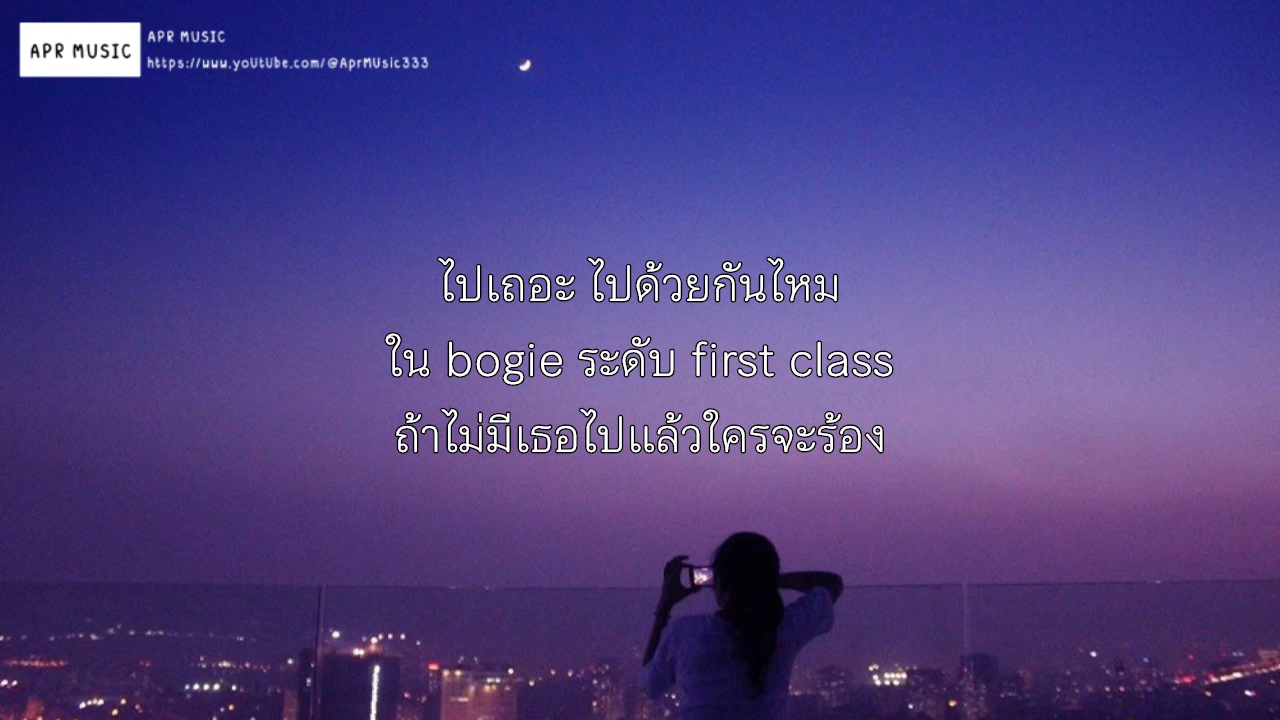 APR MUSIC
APR MUSIC
https://www.youtube.com/@AprMusic333
ไปเถอะ ไปด้วยกันไหม
ใน bogie ระดับ first class
ถ้าไม่มีเธอไปแล้วใครจะร้อง